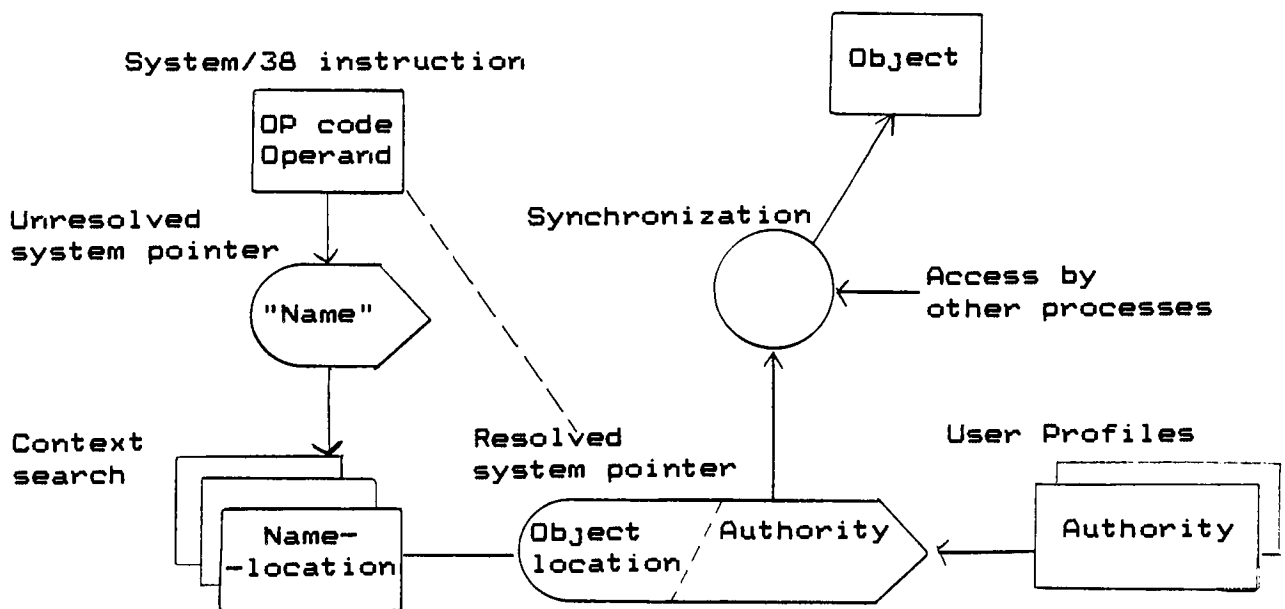 System/38 instruction
OP code
Operand
Unresolved
system pointer
"Name"
Context
search
Name-
-location
Resolved
system pointer
Object
location
Authority
User Profiles
Authority
Synchronization
Access by
other processes
Object